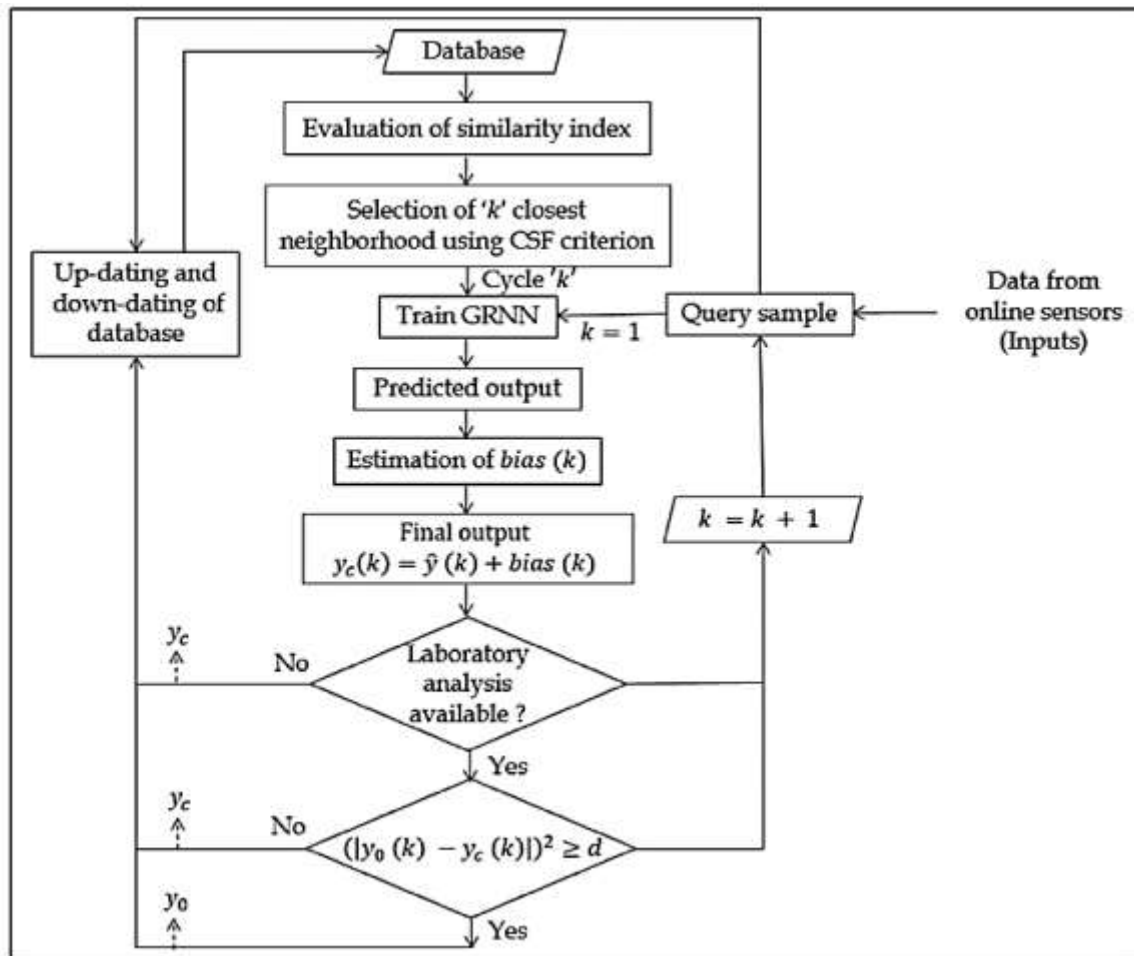 Database
Evaluation of similarity index
Selection of ‘k’ closest
neighborhood using CSF criterion
Cycle ‘k’
Up-dating and
down-dating of
database
Train GRNN
k = 1
Query sample
Data from
online sensors
(Inputs)
Predicted output
Estimation of bias (k)
k = k + 1
Final output
y_c(k) = ŷ (k) + bias (k)
y_c
No
Laboratory
analysis
available ?
Yes
y_c
No
(|y_0 (k) − y_c (k)|)² ≥ d
y_0
Yes